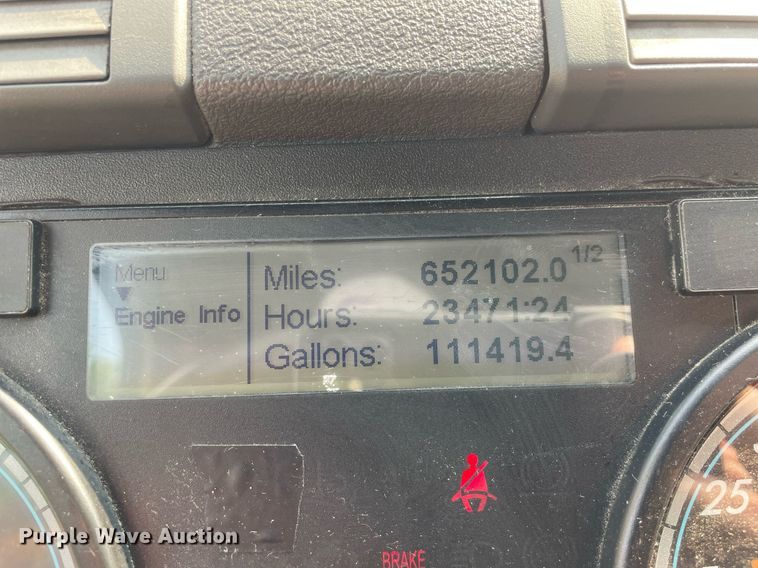 Menu
Engine Info
1/2
Miles: 652102.0
Hours: 23471:24
Gallons: 111419.4
25
BRAKE
Purple Wave Auction